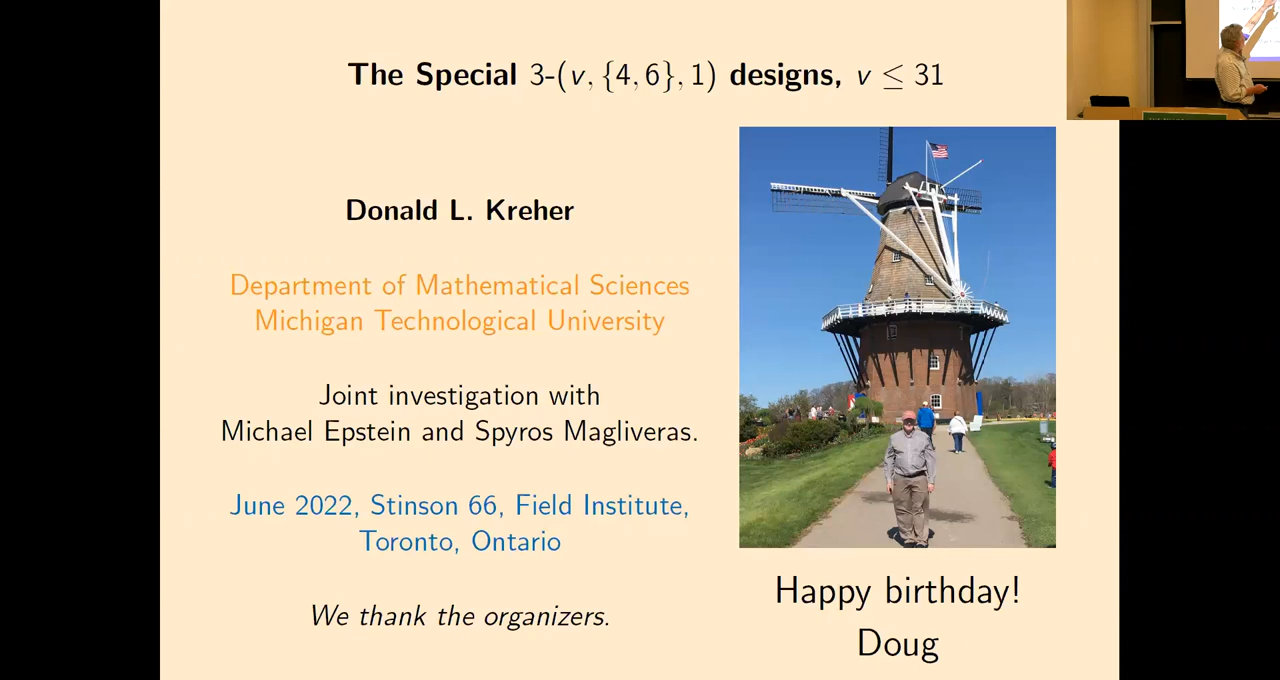 The Special 3-(v, {4, 6}, 1) designs, v ≤ 31
Donald L. Kreher
Department of Mathematical Sciences
Michigan Technological University
Joint investigation with
Michael Epstein and Spyros Magliveras.
June 2022, Stinson 66, Field Institute,
Toronto, Ontario
We thank the organizers.
Happy birthday!
Doug